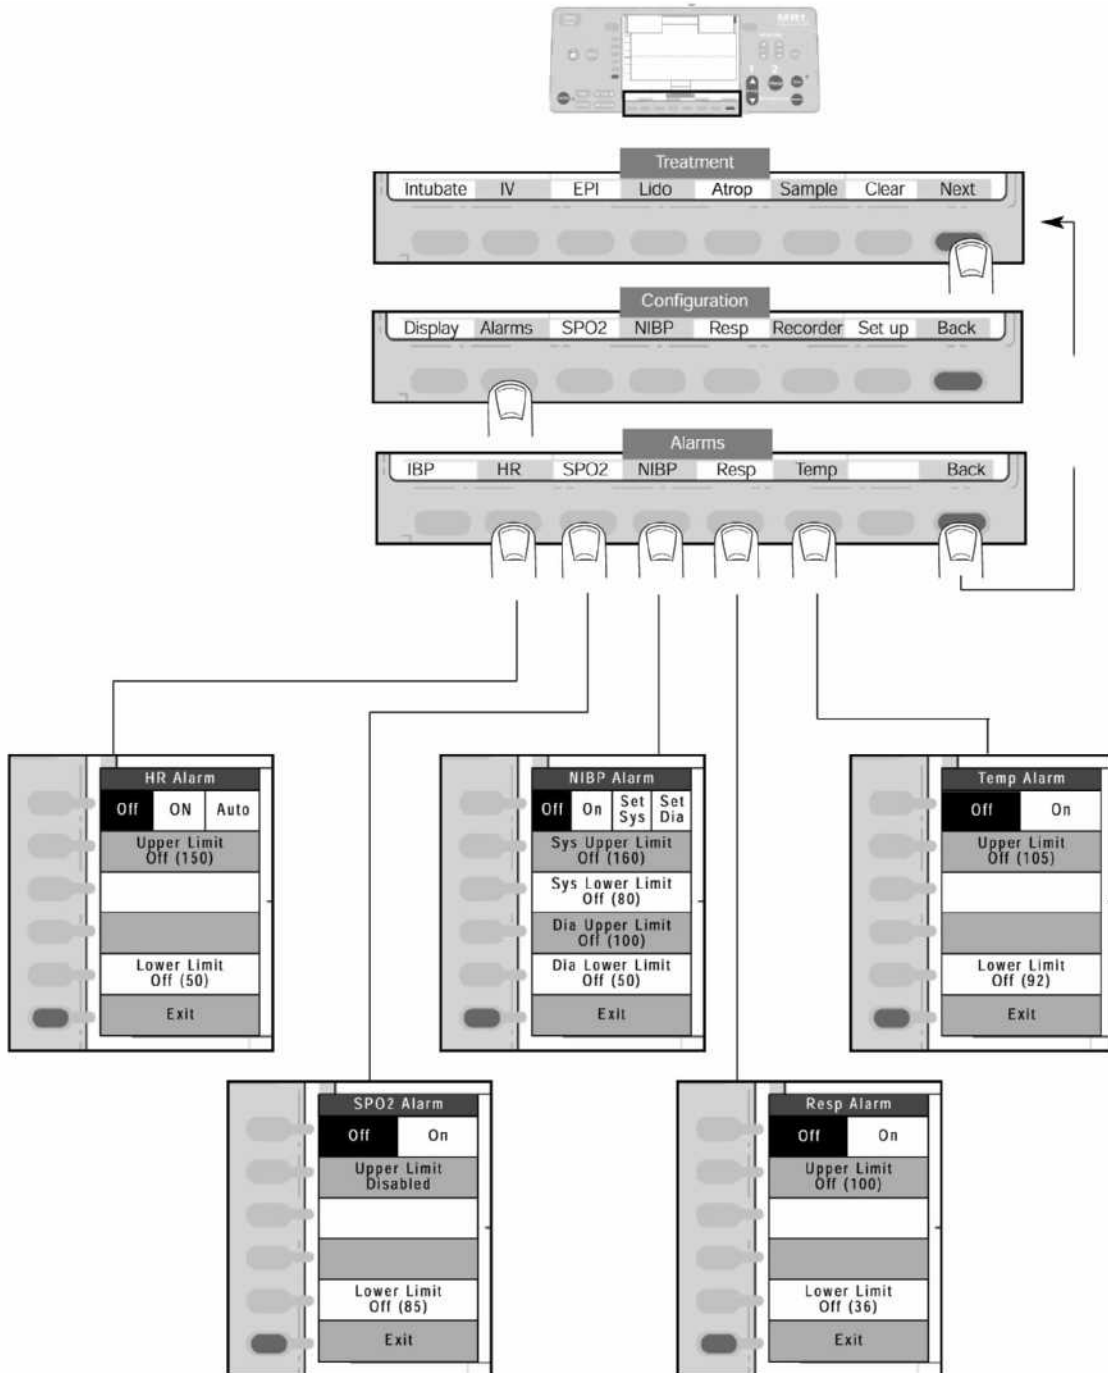 1 2
Treatment
Intubate IV EPI Lido Atrop Sample Clear Next
Configuration
Display Alarms SPO2 NIBP Resp Recorder Set up Back
Alarms
IBP HR SPO2 NIBP Resp Temp Back
HR Alarm
Off ON Auto
Upper Limit
Off (150)
Lower Limit
Off (50)
Exit
NIBP Alarm
Off On Set Sys Set Dia
Sys Upper Limit
Off (160)
Sys Lower Limit
Off (80)
Dia Upper Limit
Off (100)
Dia Lower Limit
Off (50)
Exit
Temp Alarm
Off On
Upper Limit
Off (105)
Lower Limit
Off (92)
Exit
SPO2 Alarm
Off On
Upper Limit
Disabled
Lower Limit
Off (85)
Exit
Resp Alarm
Off On
Upper Limit
Off (100)
Lower Limit
Off (36)
Exit